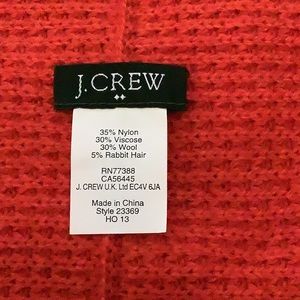 J.CREW
35% Nylon
30% Viscose
30% Wool
5% Rabbit Hair
RN77388
CA56445
J. CREW U.K. Ltd EC4V 6JA
Made in China
Style 23369
HO 13